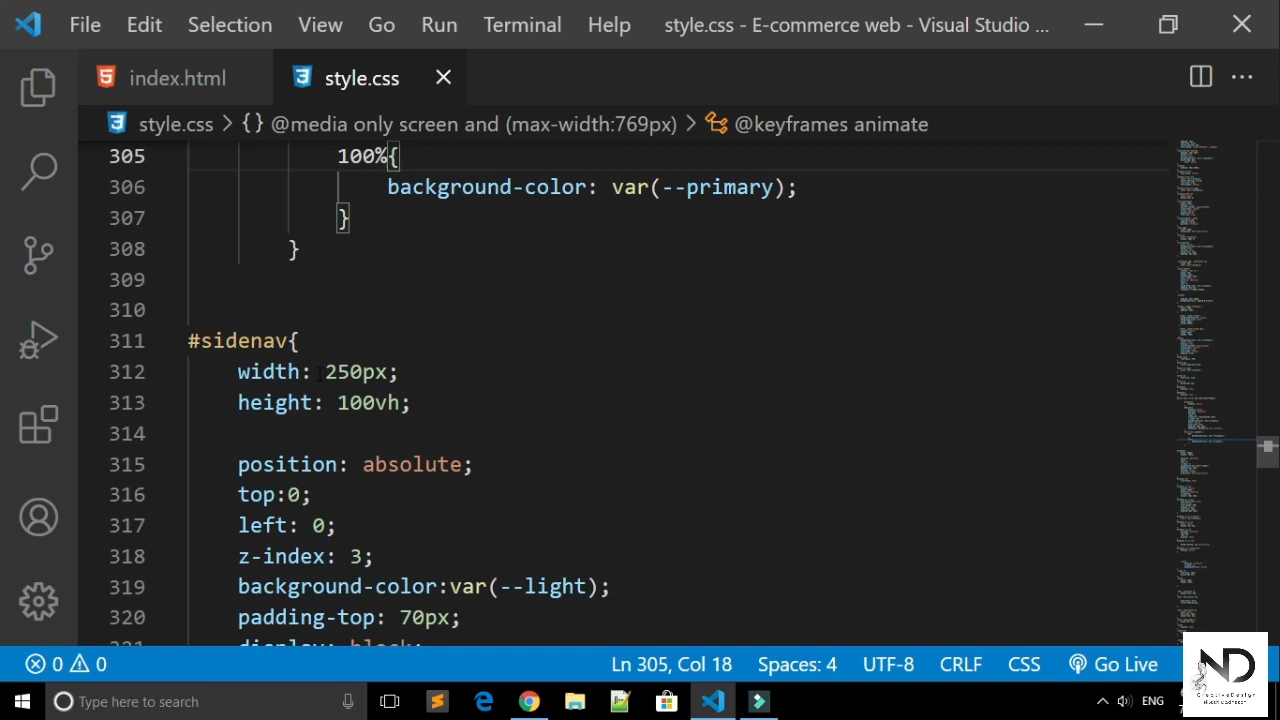 File Edit Selection View Go Run Terminal Help style.css - E-commerce web - Visual Studio ...
index.html style.css
style.css > {} @media only screen and (max-width:769px) > @keyframes animate
305 100%{
306 background-color: var(--primary);
307 }
308 }
309
310
311 #sidenav{
312 width: 250px;
313 height: 100vh;
314
315 position: absolute;
316 top:0;
317 left: 0;
318 z-index: 3;
319 background-color:var(--light);
320 padding-top: 70px;
321 display: block;
0 0 Ln 305, Col 18 Spaces: 4 UTF-8 CRLF CSS Go Live
ND
CreativeDesign
Type here to search ENG